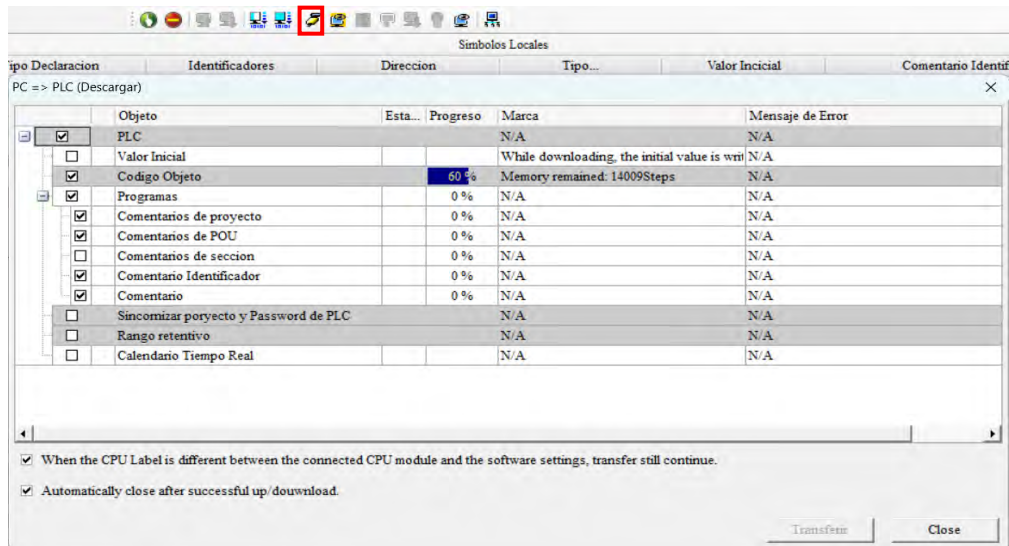 Simbolos Locales
ipo Declaracion Identificadores Direccion Tipo... Valor Incicial Comentario Identif
PC => PLC (Descargar)
Objeto Esta... Progreso Marca Mensaje de Error
PLC N/A N/A
Valor Inicial While downloading, the initial value is writ N/A
Codigo Objeto 60 % Memory remained: 14009Steps N/A
Programas 0 % N/A N/A
Comentarios de proyecto 0 % N/A N/A
Comentarios de POU 0 % N/A N/A
Comentarios de seccion 0 % N/A N/A
Comentario Identificador 0 % N/A N/A
Comentario 0 % N/A N/A
Sincornizar poryecto y Password de PLC N/A N/A
Rango retentivo N/A N/A
Calendario Tiempo Real N/A N/A
When the CPU Label is different between the connected CPU module and the software settings, transfer still continue.
Automatically close after successful up/douwnload.
Transferir Close